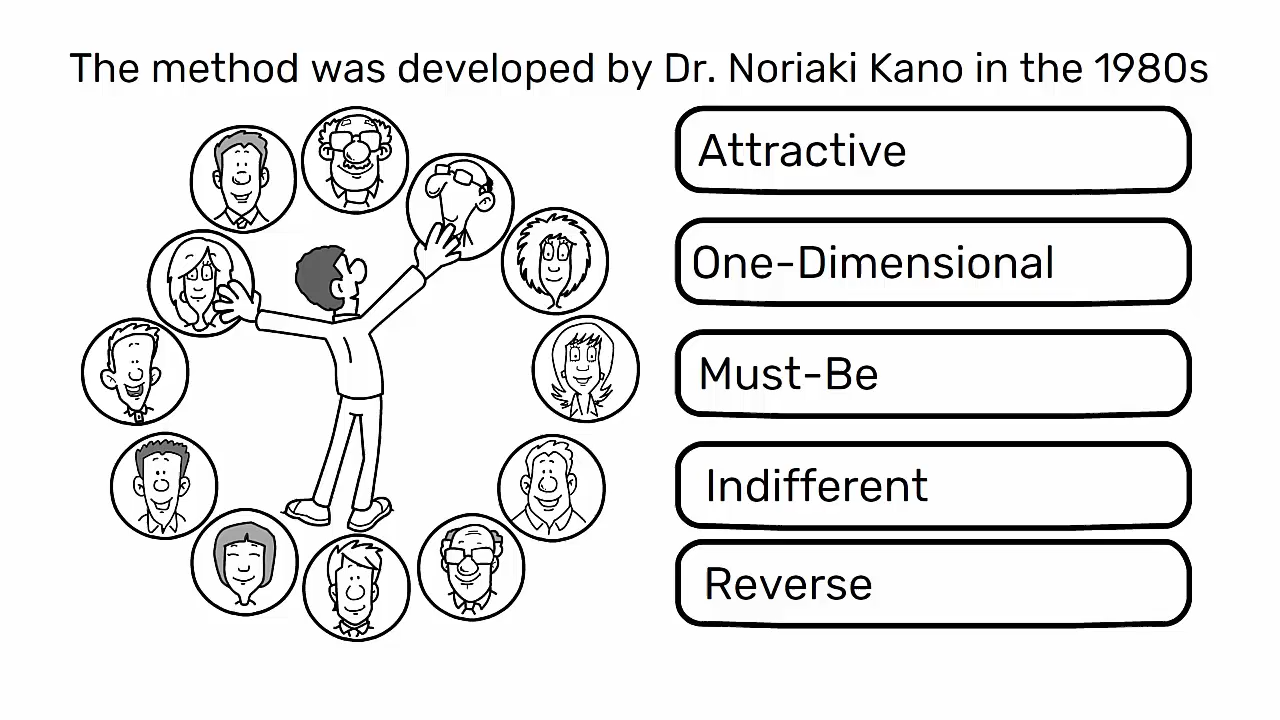 The method was developed by Dr. Noriaki Kano in the 1980s
Attractive
One-Dimensional
Must-Be
Indifferent
Reverse